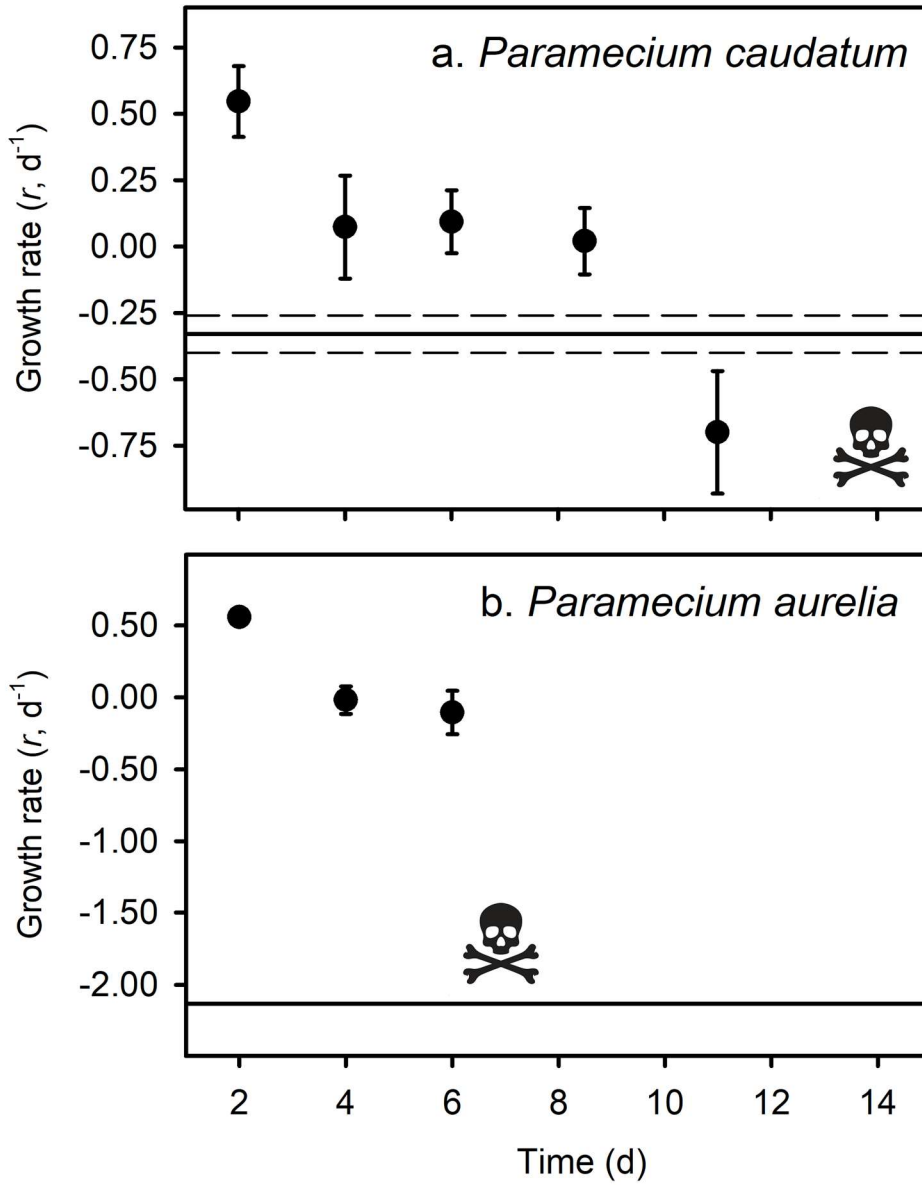 a. Paramecium caudatum
Growth rate (r, d-1)
0.75
0.50
0.25
0.00
-0.25
-0.50
-0.75
b. Paramecium aurelia
Growth rate (r, d-1)
0.50
0.00
-0.50
-1.00
-1.50
-2.00
2 4 6 8 10 12 14
Time (d)